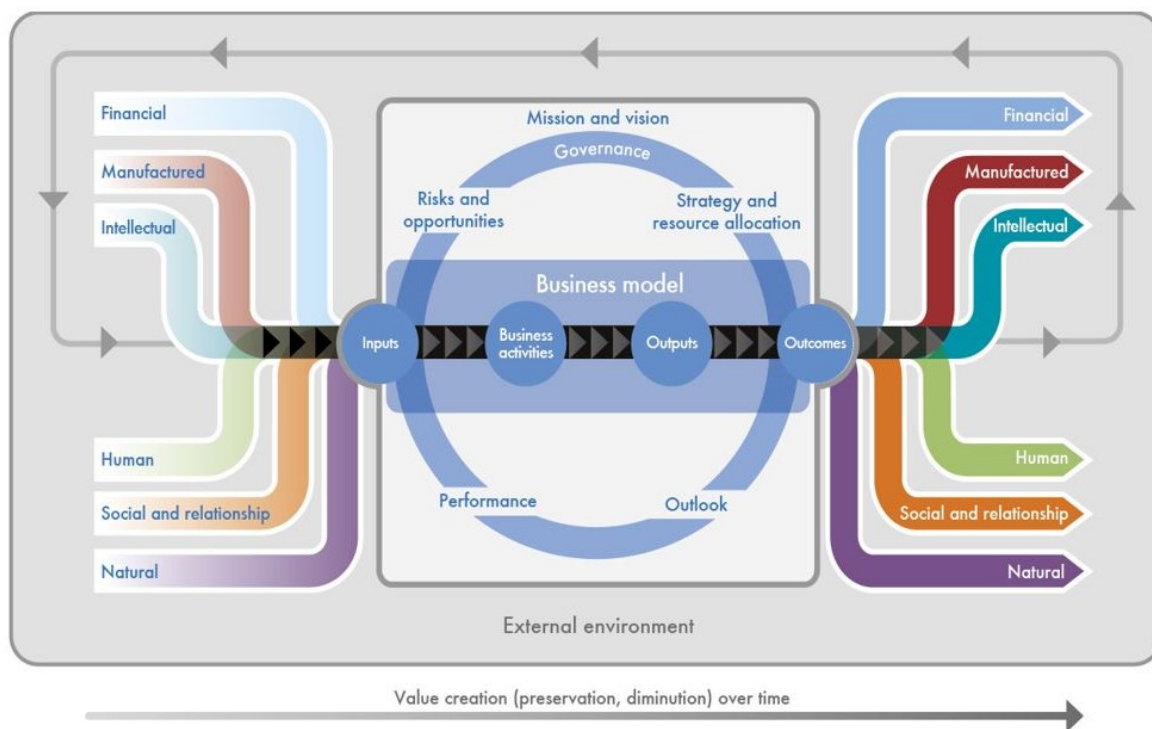 Financial
Manufactured
Intellectual
Human
Social and relationship
Natural
Mission and vision
Governance
Risks and
opportunities
Strategy and
resource allocation
Business model
Inputs
Business
activities
Outputs
Outcomes
Performance
Outlook
Financial
Manufactured
Intellectual
Human
Social and relationship
Natural
External environment
Value creation (preservation, diminution) over time